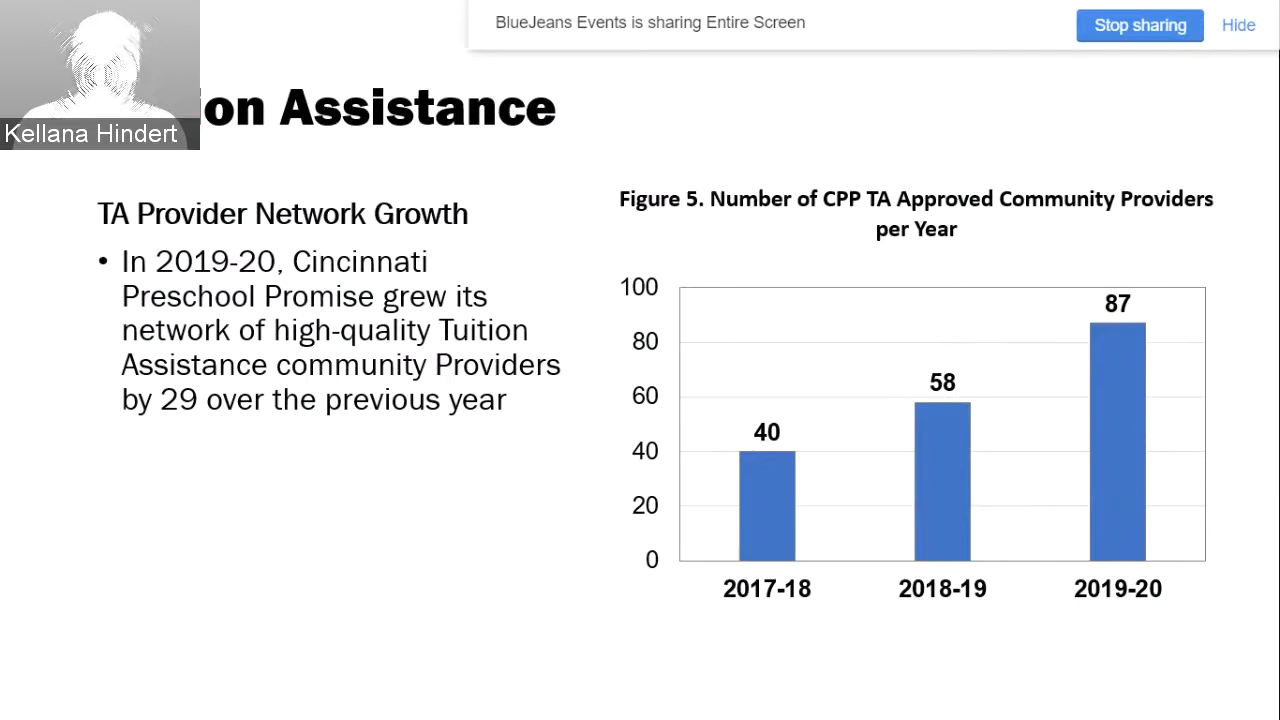 BlueJeans Events is sharing Entire Screen
Stop sharing
Hide
Kellana Hindert
on Assistance
TA Provider Network Growth
• In 2019-20, Cincinnati
Preschool Promise grew its
network of high-quality Tuition
Assistance community Providers
by 29 over the previous year
Figure 5. Number of CPP TA Approved Community Providers
per Year
100
80
60
40
20
0
40
58
87
2017-18
2018-19
2019-20